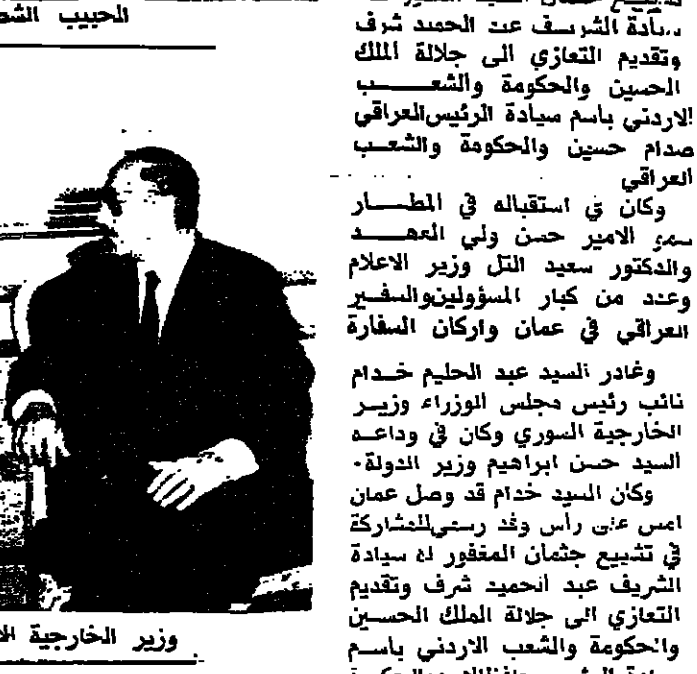 الحبيب
سيادة الشريف عبد الحميد شرف
وتقديم التعازي الى جلالة الملك
الحسين والحكومة والشعب
الاردني باسم سيادة الرئيس العراقي
صدام حسين والحكومة والشعب
العراقي
وكان في استقباله في المطار
سمو الامير حسن ولي العهد
والدكتور سعيد التل وزير الاعلام
وعدد من كبار المسؤولين والسفير
العراقي في عمان واركان السفارة
وغادر السيد عبد الحليم خدام
نائب رئيس مجلس الوزراء وزير
الخارجية السوري وكان في وداعه
السيد حسن ابراهيم وزير الدولة.
وكان السيد خدام قد وصل عمان
امس على رأس وفد رسمي للمشاركة
في تشييع جثمان المغفور له سيادة
الشريف عبد الحميد شرف وتقديم
التعازي الى جلالة الملك الحسين
والحكومة والشعب الاردني باسم
وزير الخارجية